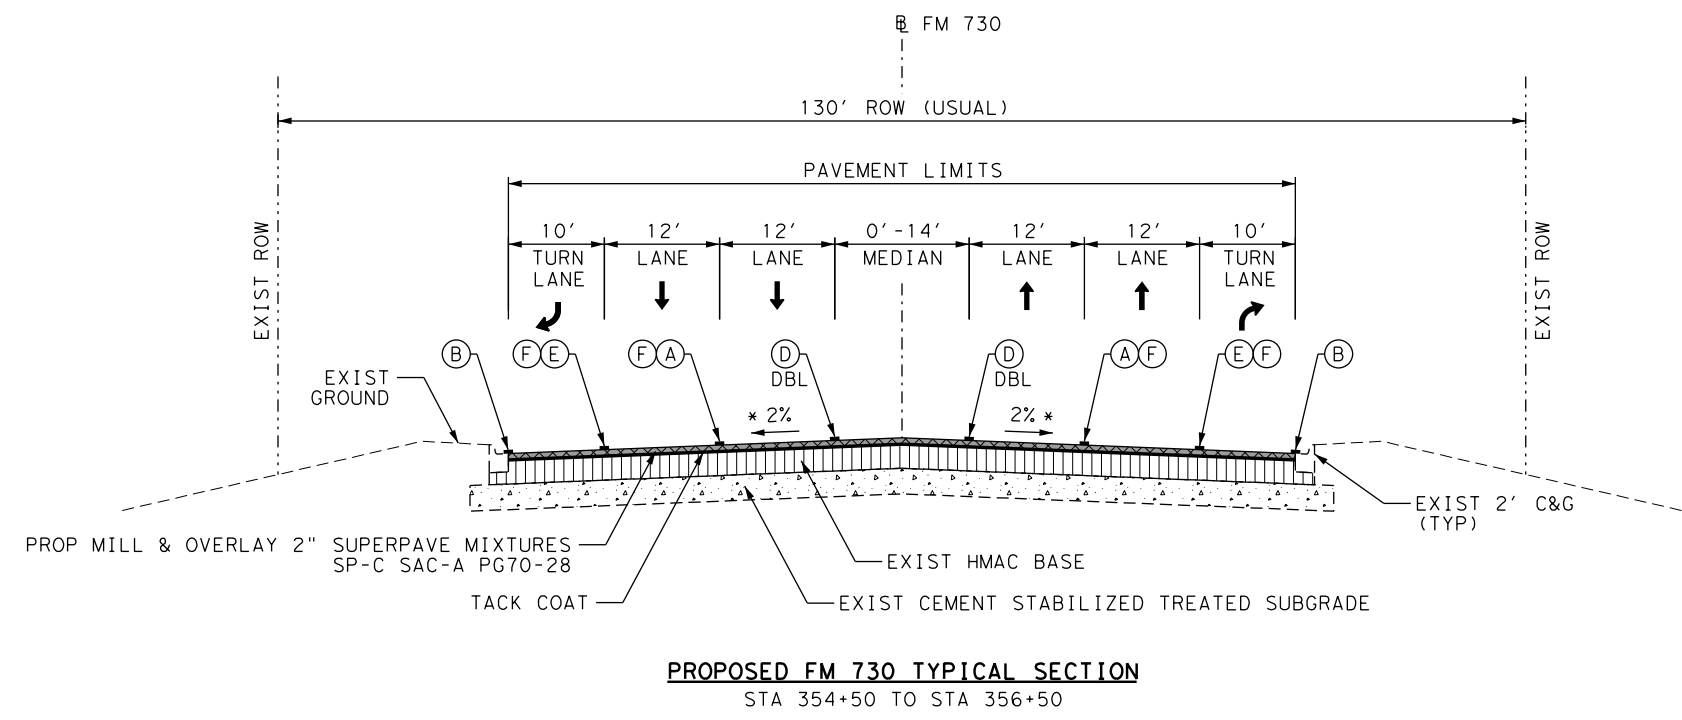 ℄ FM 730
130' ROW (USUAL)
PAVEMENT LIMITS
10' 12' 12' 0'-14' 12' 12' 10'
TURN LANE LANE MEDIAN LANE LANE TURN
LANE LANE
EXIST ROW
EXIST ROW
B F E F A D D A F E F B
DBL DBL
EXIST
GROUND
* 2% 2% *
EXIST 2' C&G
(TYP)
PROP MILL & OVERLAY 2" SUPERPAVE MIXTURES
SP-C SAC-A PG70-28
EXIST HMAC BASE
TACK COAT
EXIST CEMENT STABILIZED TREATED SUBGRADE
PROPOSED FM 730 TYPICAL SECTION
STA 354+50 TO STA 356+50